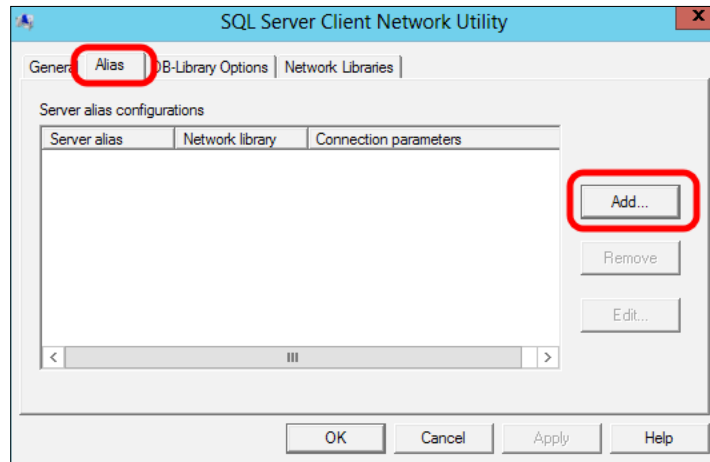 SQL Server Client Network Utility
x
General Alias DB-Library Options Network Libraries
Server alias configurations
Server alias Network library Connection parameters
Add...
Remove
Edit...
OK Cancel Apply Help